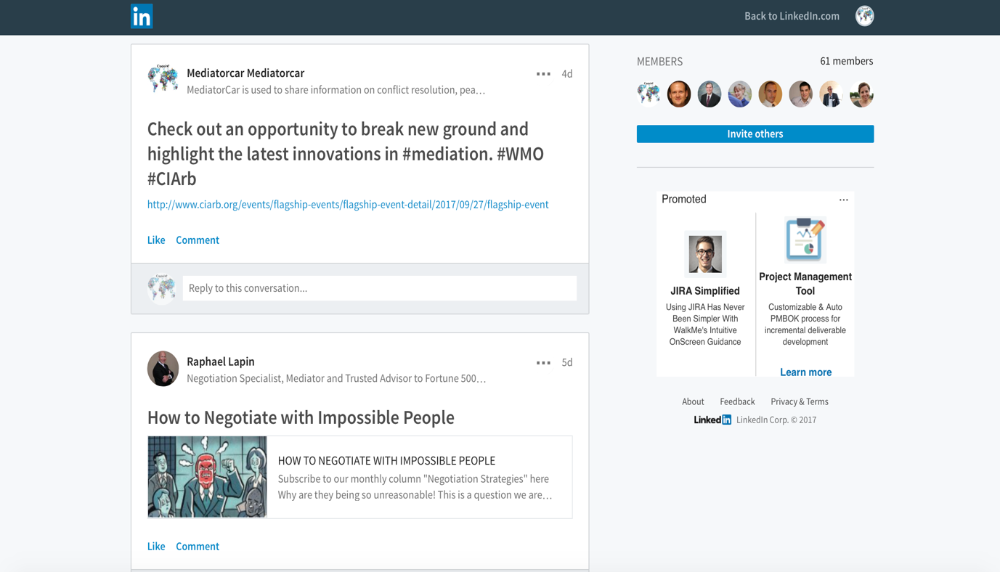 in
Back to LinkedIn.com
Mediatorcar Mediatorcar
4d
MediatorCar is used to share information on conflict resolution, pea...
Check out an opportunity to break new ground and
highlight the latest innovations in #mediation. #WMO
#CIArb
http://www.ciarb.org/events/flagship-events/flagship-event-detail/2017/09/27/flagship-event
Like Comment
Reply to this conversation...
Raphael Lapin
5d
Negotiation Specialist, Mediator and Trusted Advisor to Fortune 500...
How to Negotiate with Impossible People
HOW TO NEGOTIATE WITH IMPOSSIBLE PEOPLE
Subscribe to our monthly column "Negotiation Strategies" here
Why are they being so unreasonable! This is a question we are...
Like Comment
MEMBERS
61 members
Invite others
Promoted
JIRA Simplified
Using JIRA Has Never
Been Simpler With
WalkMe's Intuitive
OnScreen Guidance
Project Management
Tool
Customizable & Auto
PMBOK process for
incremental deliverable
development
Learn more
About Feedback Privacy & Terms
LinkedIn LinkedIn Corp. © 2017